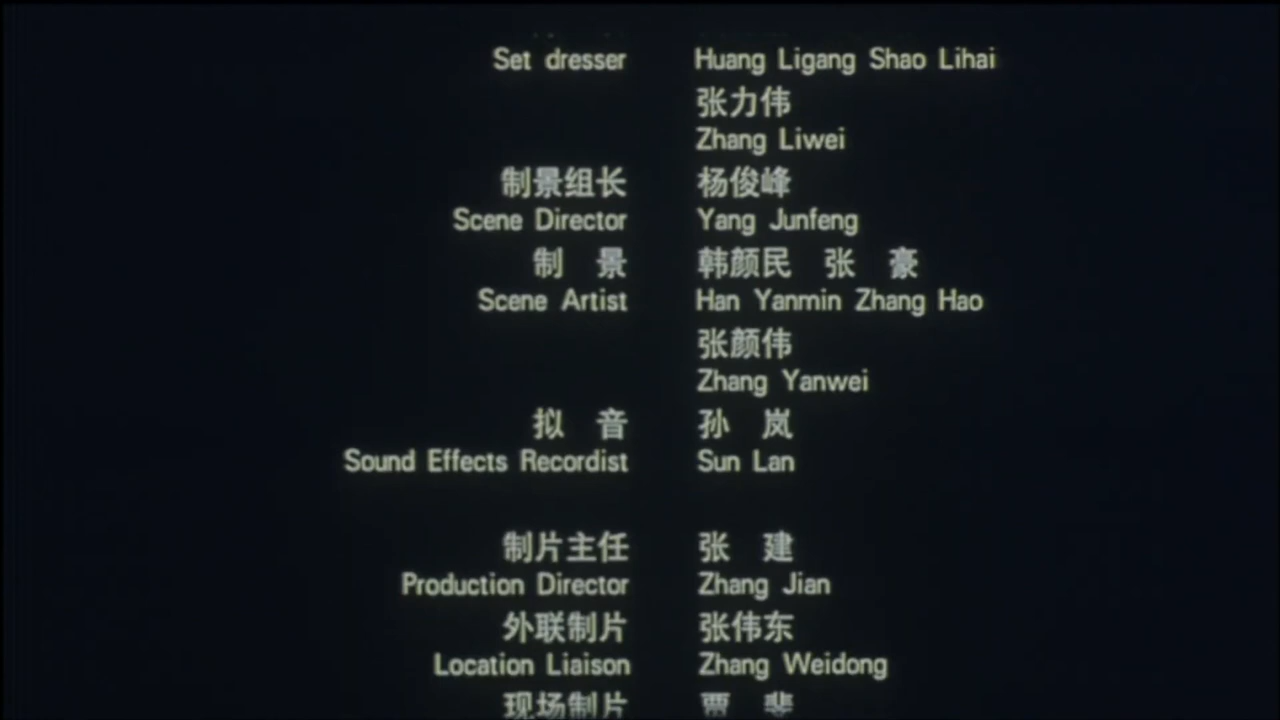 Set dresser Huang Ligang Shao Lihai
张力伟
Zhang Liwei
制景组长 杨俊峰
Scene Director Yang Junfeng
制 景 韩颜民 张 豪
Scene Artist Han Yanmin Zhang Hao
张颜伟
Zhang Yanwei
拟 音 孙 岚
Sound Effects Recordist Sun Lan
制片主任 张 建
Production Director Zhang Jian
外联制片 张伟东
Location Liaison Zhang Weidong
现场制片 贾 斐